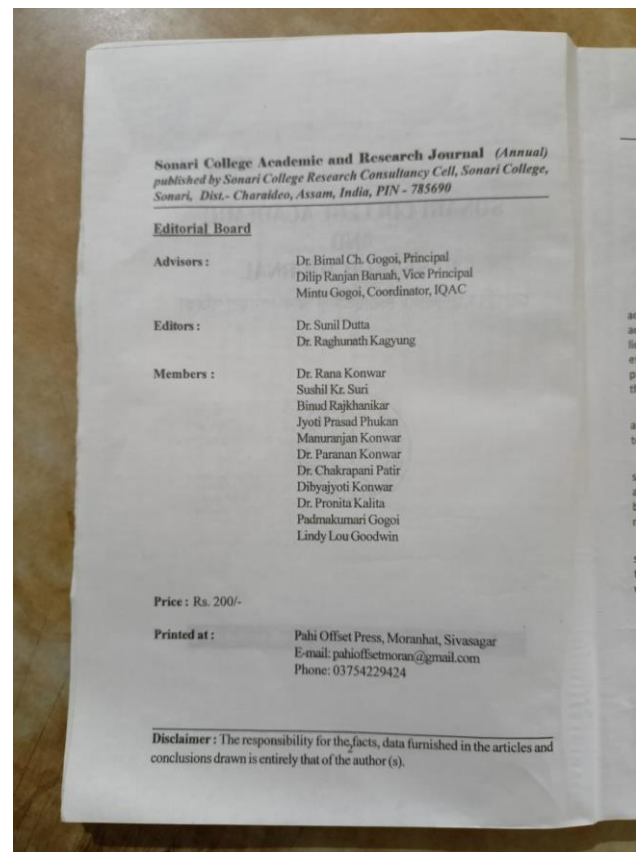 Sonari College Academic and Research Journal (Annual)
published by Sonari College Research Consultancy Cell, Sonari College,
Sonari, Dist.- Charaideo, Assam, India, PIN - 785690
Editorial Board
Advisors : Dr. Bimal Ch. Gogoi, Principal
Dilip Ranjan Baruah, Vice Principal
Mintu Gogoi, Coordinator, IQAC
Editors : Dr. Sunil Dutta
Dr. Raghunath Kagyung
Members : Dr. Rana Konwar
Sushil Kr. Suri
Binud Rajkhanikar
Jyoti Prasad Phukan
Manuranjan Konwar
Dr. Paranan Konwar
Dr. Chakrapani Patir
Dibyajyoti Konwar
Dr. Pronita Kalita
Padmakumari Gogoi
Lindy Lou Goodwin
Price : Rs. 200/-
Printed at : Pahi Offset Press, Moranhat, Sivasagar
E-mail: pahioffsetmoran@gmail.com
Phone: 03754229424
Disclaimer : The responsibility for the facts, data furnished in the articles and
2
conclusions drawn is entirely that of the author (s).